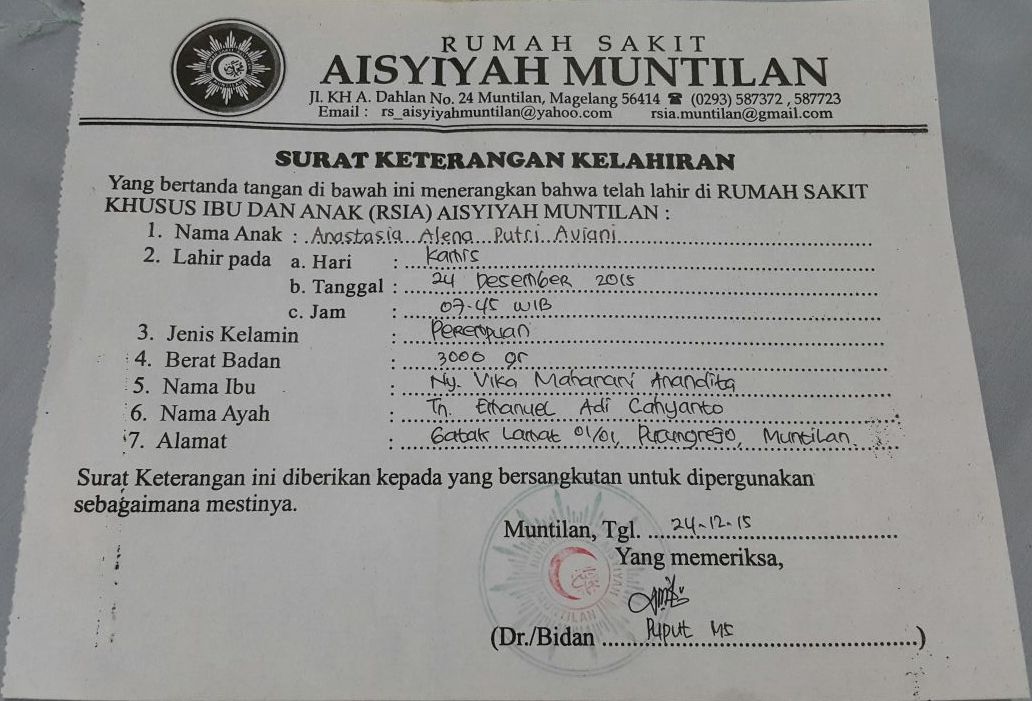 RUMAH SAKIT
AISYIYAH MUNTILAN
Jl. KH A. Dahlan No. 24 Muntilan, Magelang 56414 ☎ (0293) 587372 , 587723
Email : rs_aisyiyahmuntilan@yahoo.com rsia.muntilan@gmail.com
SURAT KETERANGAN KELAHIRAN
Yang bertanda tangan di bawah ini menerangkan bahwa telah lahir di RUMAH SAKIT
KHUSUS IBU DAN ANAK (RSIA) AISYIYAH MUNTILAN :
1. Nama Anak : Anastasia Alena Putri Aviani
2. Lahir pada a. Hari : Kamis
b. Tanggal : 24 Desember 2015
c. Jam : 07.45 WIB
3. Jenis Kelamin : Perempuan
4. Berat Badan : 3000 gr
5. Nama Ibu : Ny. Vika Maharani Anandita
6. Nama Ayah : Tn. Emanuel Adi Cahyanto
7. Alamat : Gatak Lamat 01/01, Muntilan
Surat Keterangan ini diberikan kepada yang bersangkutan untuk dipergunakan
sebagaimana mestinya.
Muntilan, Tgl. 24-12-15
Yang memeriksa,
(Dr./Bidan Puput MS)